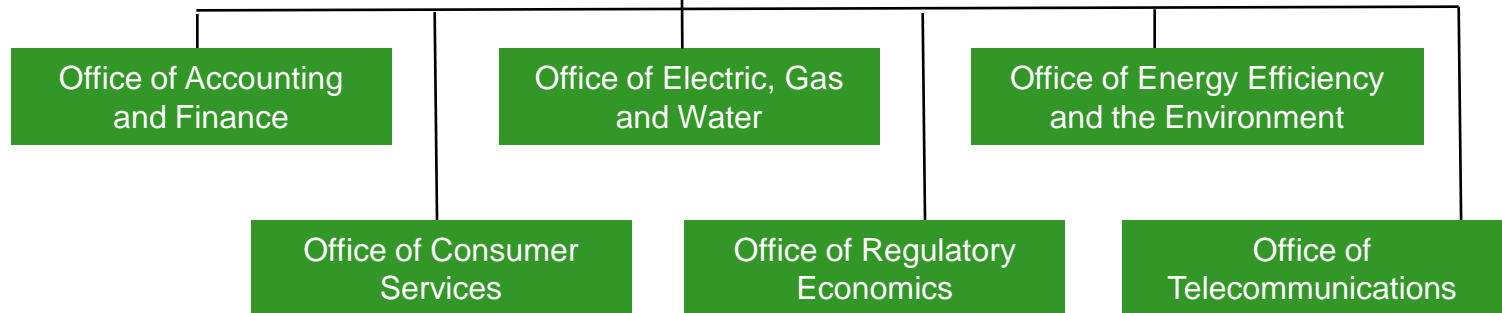 Office of Accounting
and Finance
Office of Electric, Gas
and Water
Office of Energy Efficiency
and the Environment
Office of Consumer
Services
Office of Regulatory
Economics
Office of
Telecommunications